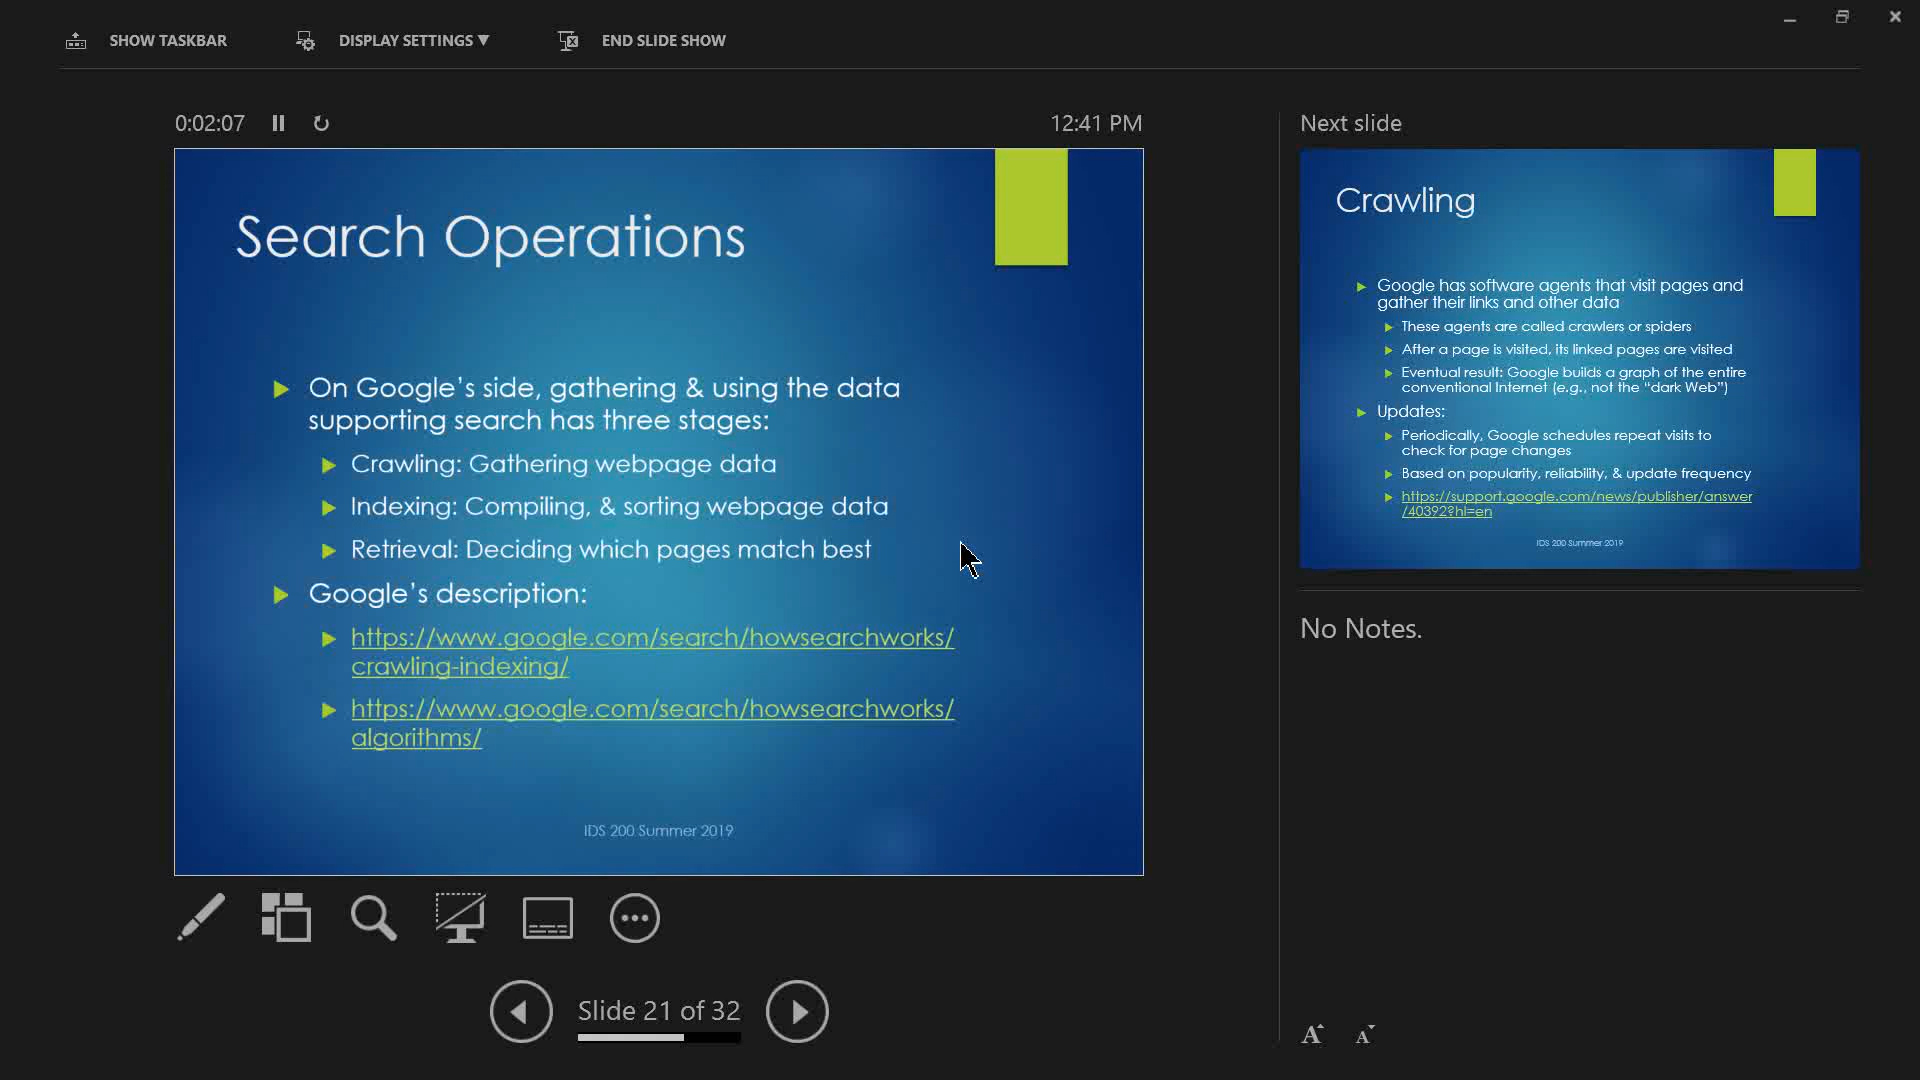 SHOW TASKBAR
DISPLAY SETTINGS ▼
END SLIDE SHOW
0:02:07
12:41 PM
Search Operations
On Google's side, gathering & using the data
supporting search has three stages:
Crawling: Gathering webpage data
Indexing: Compiling, & sorting webpage data
Retrieval: Deciding which pages match best
Google's description:
https://www.google.com/search/howsearchworks/
crawling-indexing/
https://www.google.com/search/howsearchworks/
algorithms/
IDS 200 Summer 2019
Slide 21 of 32
Next slide
Crawling
Google has software agents that visit pages and
gather their links and other data
These agents are called crawlers or spiders
After a page is visited, its linked pages are visited
Eventual result: Google builds a graph of the entire
conventional Internet (e.g., not the “dark Web”)
Updates:
Periodically, Google schedules repeat visits to
check for page changes
Based on popularity, reliability, & update frequency
https://support.google.com/news/publisher/answer
/40392?hl=en
IDS 200 Summer 2019
No Notes.
A A